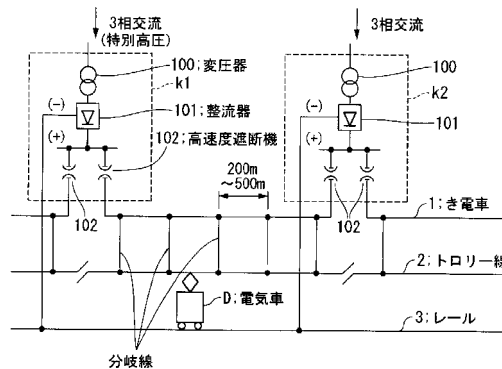 3相交流
(特別高圧)
3相交流
100;変圧器
k1
100
k2
(-)
101;整流器
(-)
101
(+)
102;高速度遮断機
(+)
200m
～500m
102
102
1;き電車
2;トロリー線
D;電気車
3;レール
分岐線